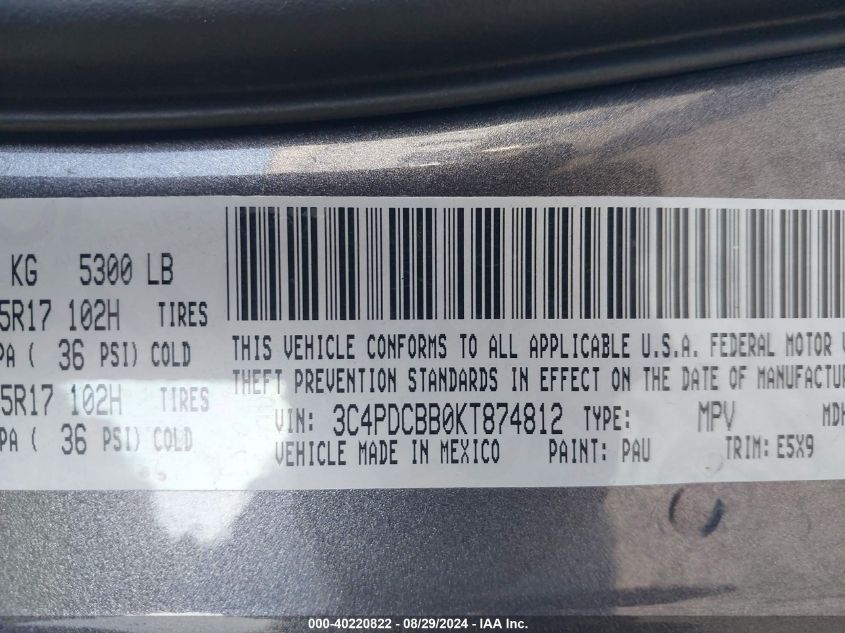 KG 5300 LB
5R17 102H TIRES
PA ( 36 PSI) COLD
5R17 102H TIRES
PA ( 36 PSI) COLD
THIS VEHICLE CONFORMS TO ALL APPLICABLE U.S.A. FEDERAL MOTOR V
THEFT PREVENTION STANDARDS IN EFFECT ON THE DATE OF MANUFACTUR
VIN: 3C4PDCBB0KT874812 TYPE: MPV MDH
VEHICLE MADE IN MEXICO PAINT: PAU TRIM: E5X9
000-40220822 - 08/29/2024 - IAA Inc.